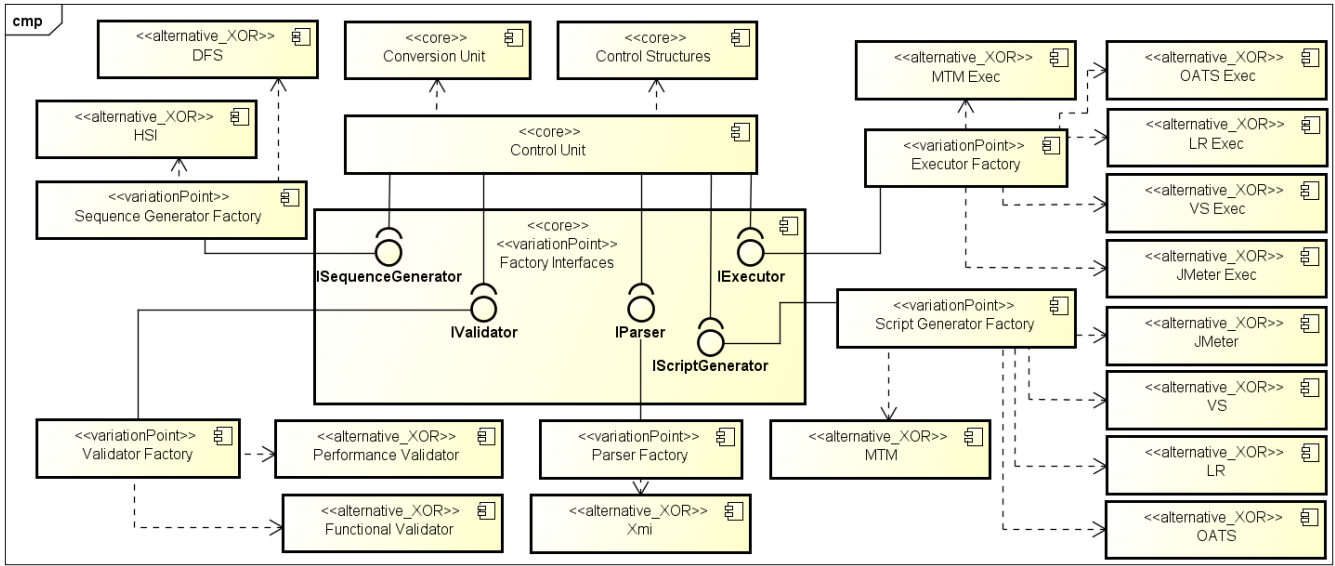 cmp
<<alternative_XOR>>
DFS
<<core>>
Conversion Unit
<<core>>
Control Structures
<<alternative_XOR>>
MTM Exec
<<alternative_XOR>>
OATS Exec
<<alternative_XOR>>
HSI
<<core>>
Control Unit
<<variationPoint>>
Executor Factory
<<alternative_XOR>>
LR Exec
<<variationPoint>>
Sequence Generator Factory
<<alternative_XOR>>
VS Exec
<<core>>
<<variationPoint>>
Factory Interfaces
ISequenceGenerator
IExecutor
<<alternative_XOR>>
JMeter Exec
IValidator
IParser
IScriptGenerator
<<variationPoint>>
Script Generator Factory
<<alternative_XOR>>
JMeter
<<alternative_XOR>>
VS
<<variationPoint>>
Validator Factory
<<alternative_XOR>>
Performance Validator
<<variationPoint>>
Parser Factory
<<alternative_XOR>>
MTM
<<alternative_XOR>>
LR
<<alternative_XOR>>
Functional Validator
<<alternative_XOR>>
Xmi
<<alternative_XOR>>
OATS